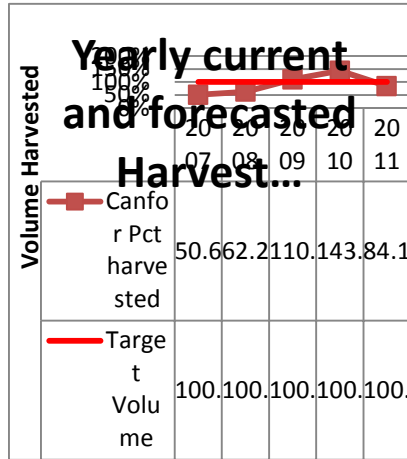 Yearly current
and forecasted
Harvest...
Volume Harvested
200%
150%
100%
50%
0%
20 20 20 20 20
07 08 09 10 11
Canfo
r Pct
harve
sted
50.6 62.2 110. 143. 84.1
Targe
t
Volu
me
100. 100. 100. 100. 100.